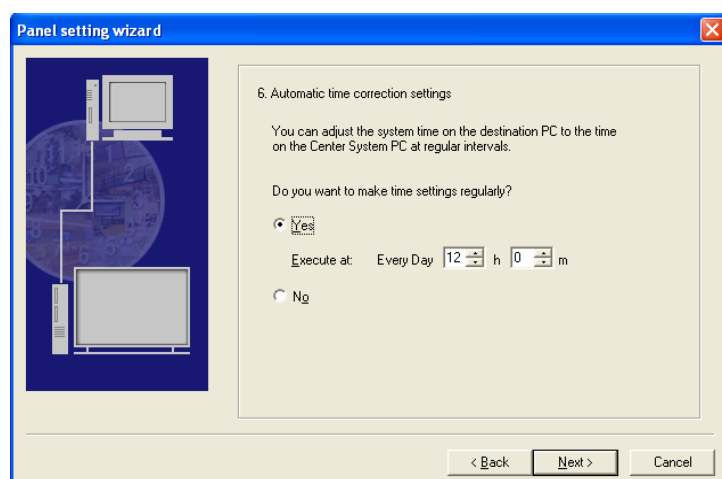 Panel setting wizard
6. Automatic time correction settings
You can adjust the system time on the destination PC to the time
on the Center System PC at regular intervals.
Do you want to make time settings regularly?
Yes
Execute at: Every Day 12 h 0 m
No
< Back Next > Cancel